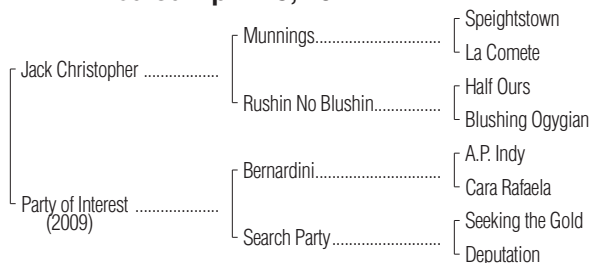 Speightstown
Munnings
La Comete
Jack Christopher
Half Ours
Rushin No Blushin
Blushing Ogygian
A.P. Indy
Bernardini
Cara Rafaela
Party of Interest
(2009)
Seeking the Gold
Search Party
Deputation